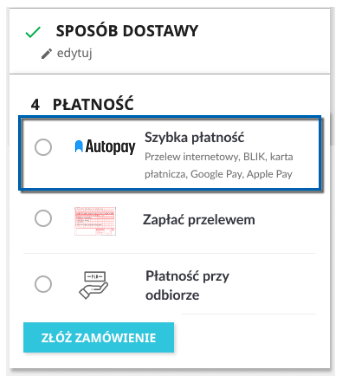 SPOSÓB DOSTAWY
edytuj
4 PŁATNOŚĆ
Autopay
Szybka płatność
Przelew internetowy, BLIK, karta
płatnicza, Google Pay, Apple Pay
Zapłać przelewem
Płatność przy
odbiorze
ZŁÓŻ ZAMÓWIENIE